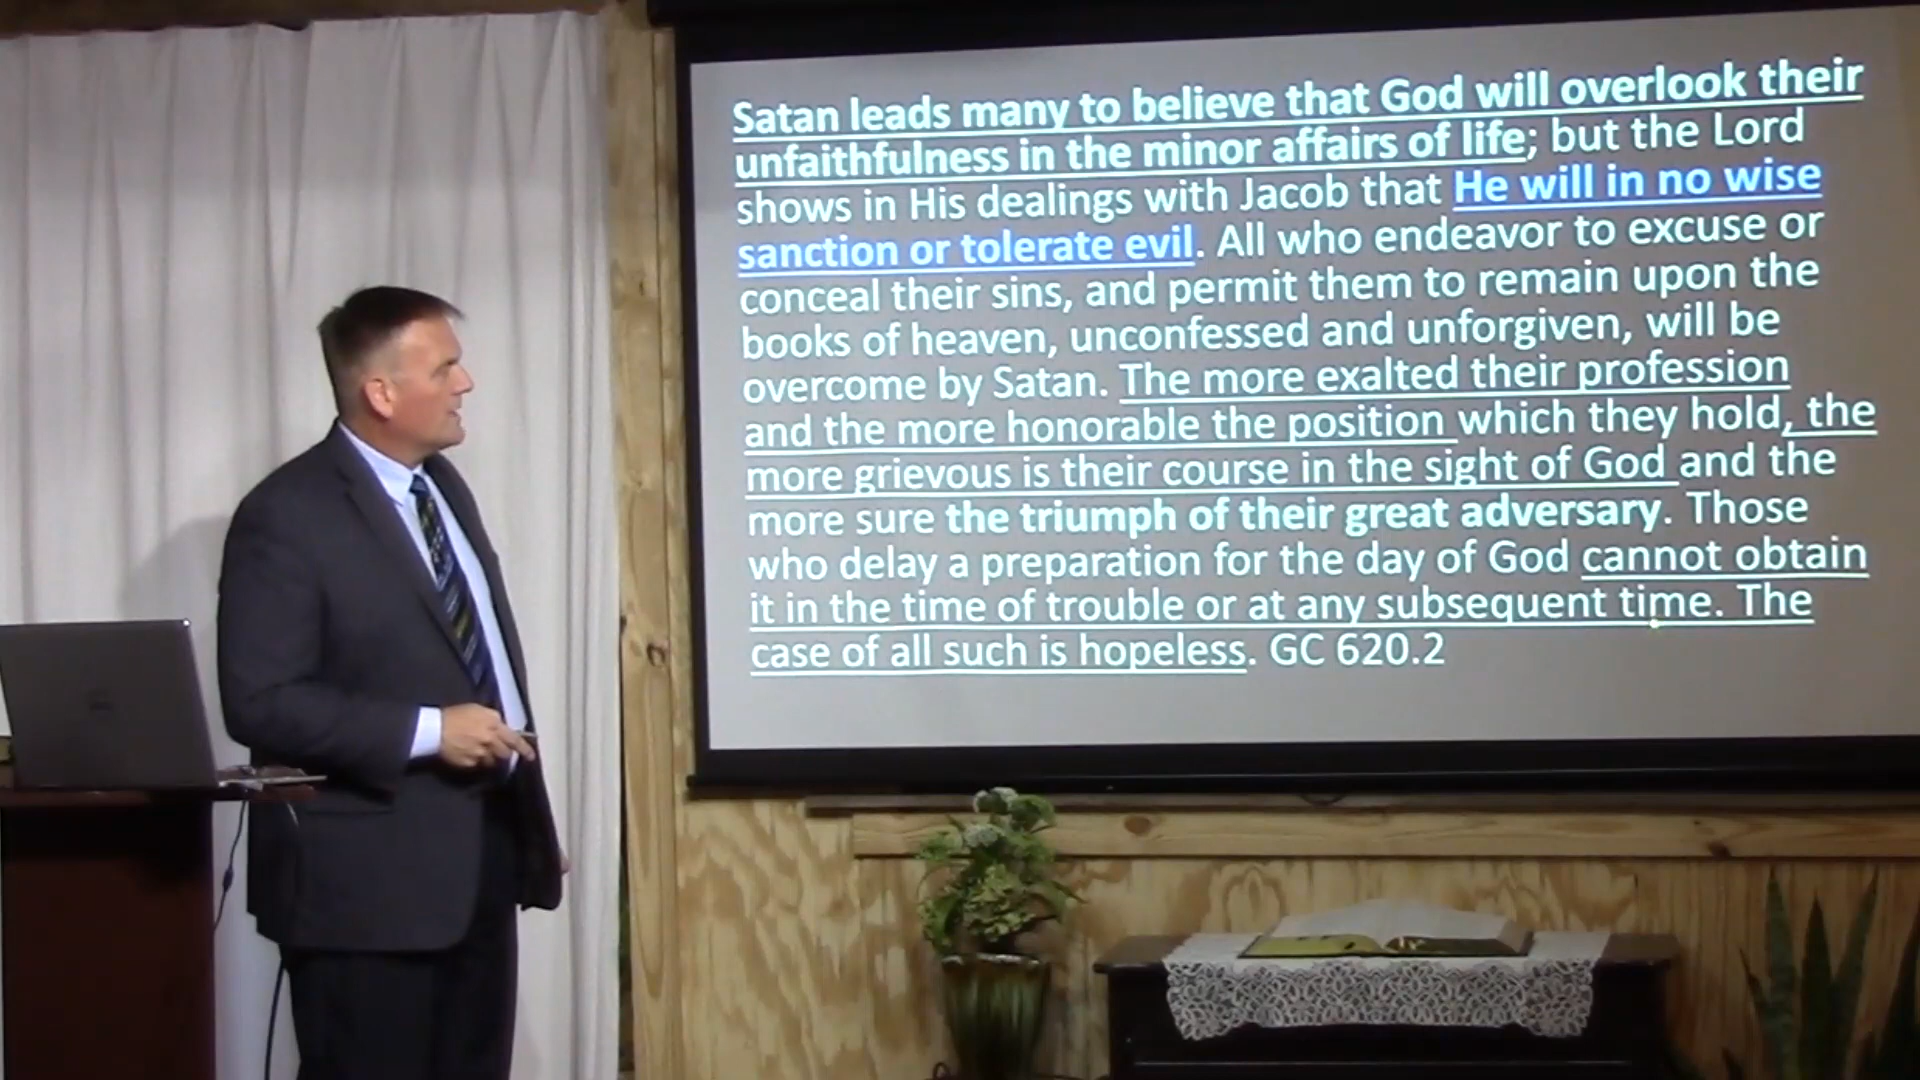 Satan leads many to believe that God will overlook their
unfaithfulness in the minor affairs of life; but the Lord
shows in His dealings with Jacob that He will in no wise
sanction or tolerate evil. All who endeavor to excuse or
conceal their sins, and permit them to remain upon the
books of heaven, unconfessed and unforgiven, will be
overcome by Satan. The more exalted their profession
and the more honorable the position which they hold, the
more grievous is their course in the sight of God and the
more sure the triumph of their great adversary. Those
who delay a preparation for the day of God cannot obtain
it in the time of trouble or at any subsequent time. The
case of all such is hopeless. GC 620.2